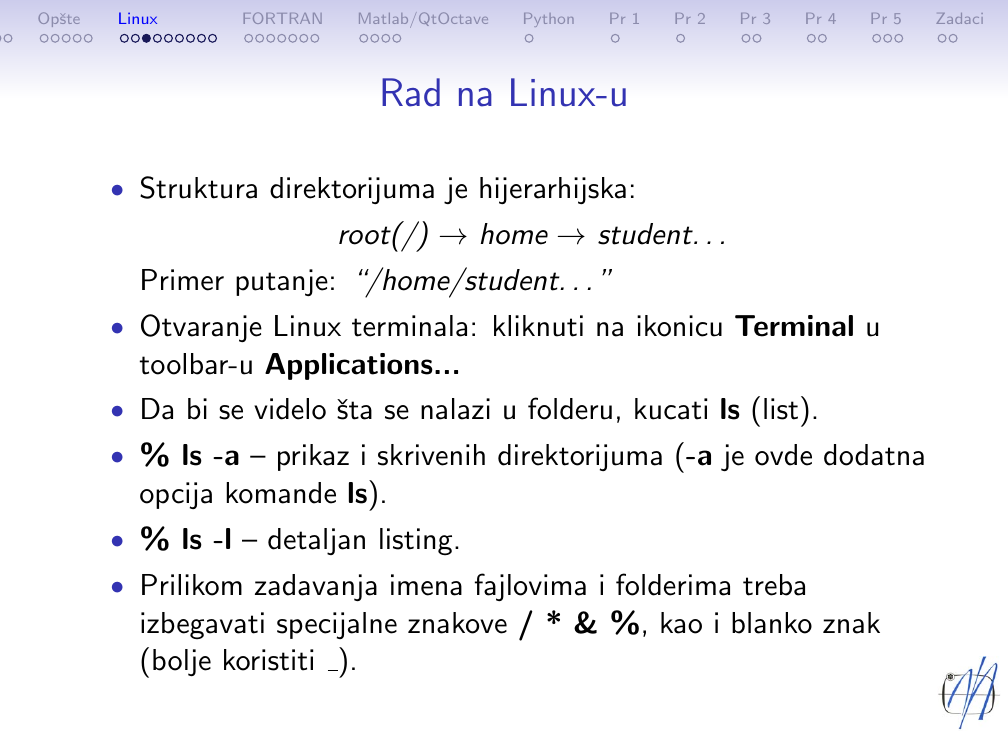 Opšte Linux FORTRAN Matlab/QtOctave Python Pr 1 Pr 2 Pr 3 Pr 4 Pr 5 Zadaci
Rad na Linux-u
• Struktura direktorijuma je hijerarhijska:
root(/) → home → student. . .
Primer putanje: “/home/student. . . ”
• Otvaranje Linux terminala: kliknuti na ikonicu Terminal u
toolbar-u Applications...
• Da bi se videlo šta se nalazi u folderu, kucati ls (list).
• % ls -a – prikaz i skrivenih direktorijuma (-a je ovde dodatna
opcija komande ls).
• % ls -l – detaljan listing.
• Prilikom zadavanja imena fajlovima i folderima treba
izbegavati specijalne znakove / * & %, kao i blanko znak
(bolje koristiti _).